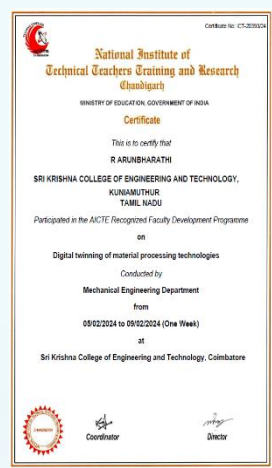 Certificate No: CT-20393/24
National Institute of
Technical Teachers Training and Research
Chandigarh
MINISTRY OF EDUCATION, GOVERNMENT OF INDIA
Certificate
This is to certify that
R ARUNBHARATHI
SRI KRISHNA COLLEGE OF ENGINEERING AND TECHNOLOGY,
KUNIAMUTHUR
TAMIL NADU
Participated in the AICTE Recognized Faculty Development Programme
on
Digital twinning of material processing technologies
Conducted by
Mechanical Engineering Department
from
05/02/2024 to 09/02/2024 (One Week)
at
Sri Krishna College of Engineering and Technology, Coimbatore
Coordinator
Director